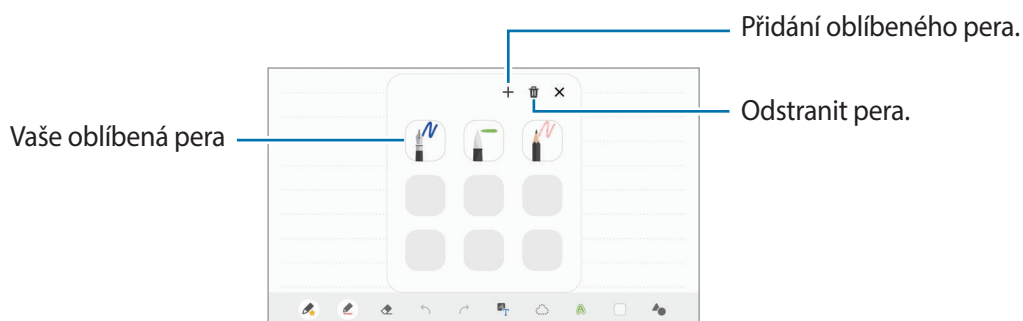 Přidání oblíbeného pera.
Odstranit pera.
Vaše oblíbená pera